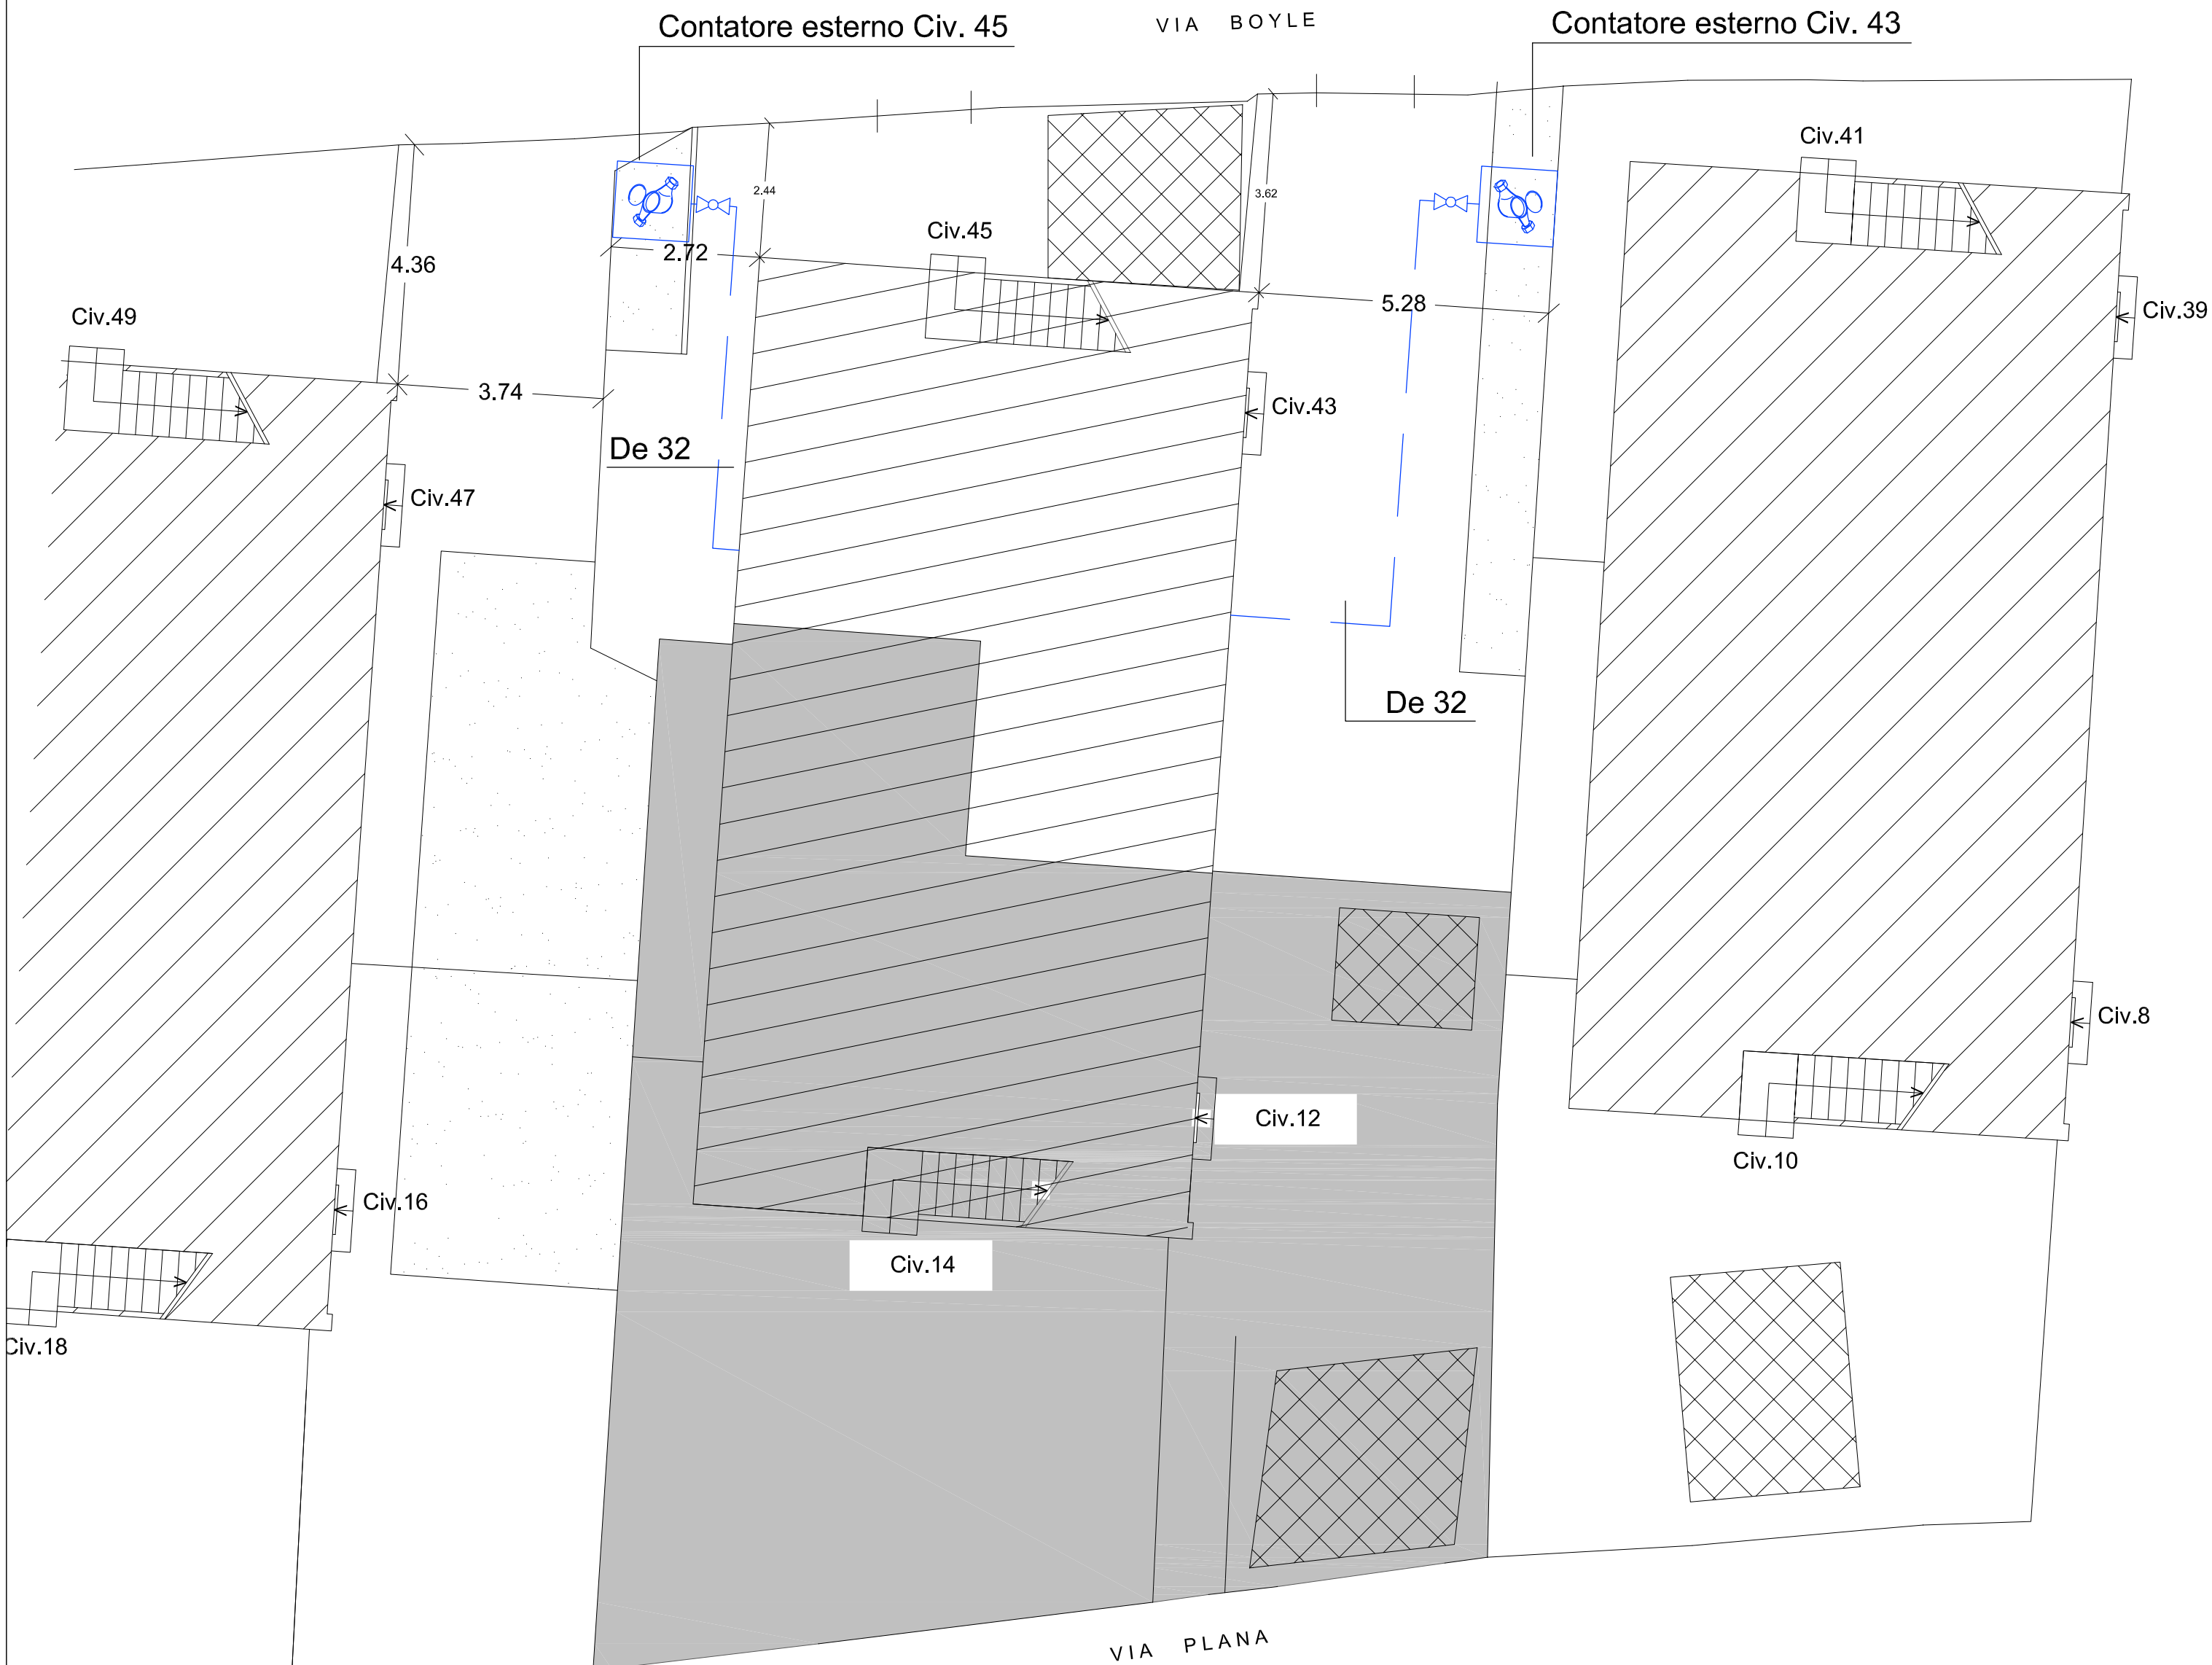 Contatore esterno Civ. 45
VIA BOYLE
Contatore esterno Civ. 43
Civ.41
2.44
3.62
Civ.45
2.72
4.36
5.28
Civ.39
Civ.49
3.74
Civ.43
De 32
Civ.47
De 32
Civ.8
Civ.12
Civ.10
Civ.16
Civ.14
Civ.18
VIA PLANA